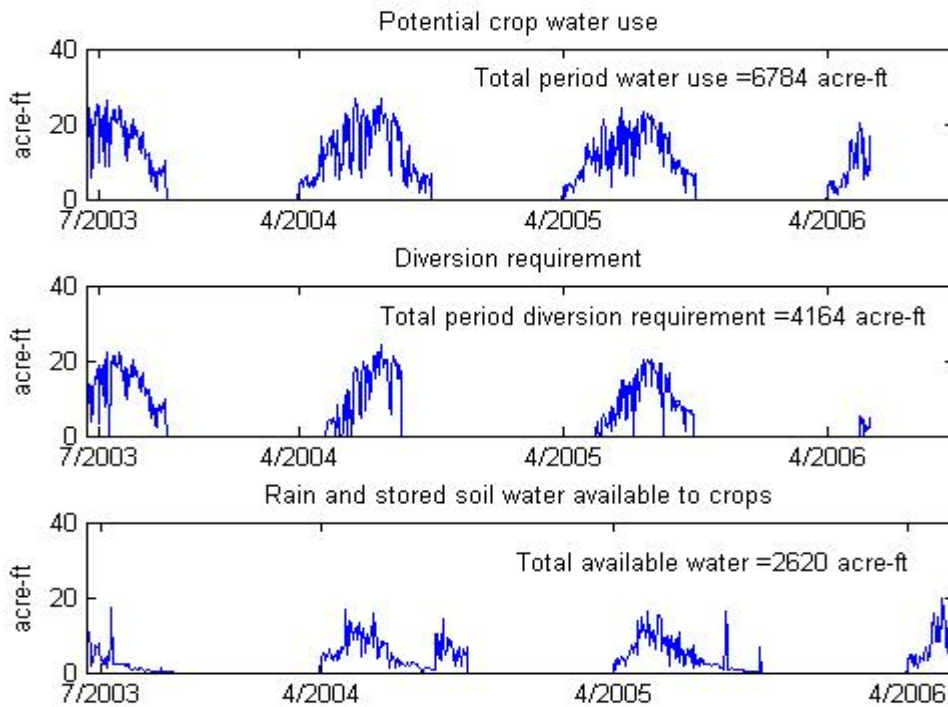 Potential crop water use
40
20
0
acre-ft
Total period water use =6784 acre-ft
7/2003 4/2004 4/2005 4/2006
Diversion requirement
40
20
0
acre-ft
Total period diversion requirement =4164 acre-ft
7/2003 4/2004 4/2005 4/2006
Rain and stored soil water available to crops
40
20
0
acre-ft
Total available water =2620 acre-ft
7/2003 4/2004 4/2005 4/2006